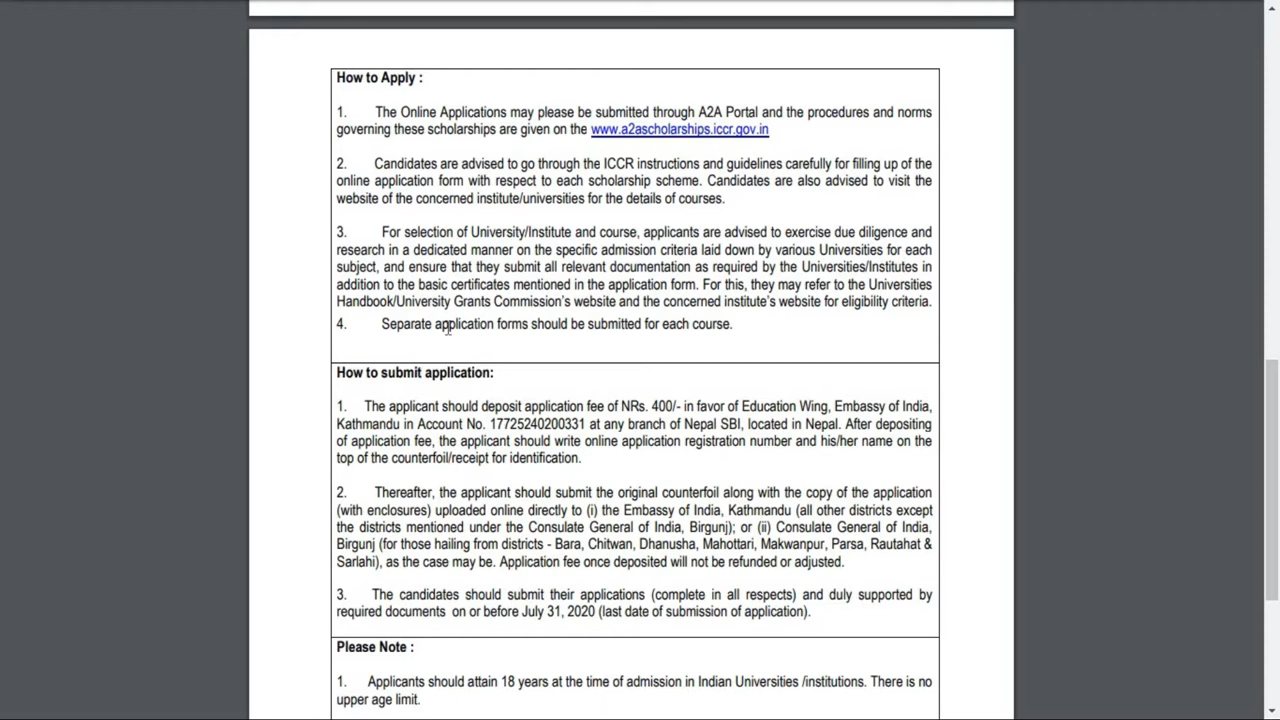 How to Apply :
1. The Online Applications may please be submitted through A2A Portal and the procedures and norms
governing these scholarships are given on the www.a2ascholarships.iccr.gov.in
2. Candidates are advised to go through the ICCR instructions and guidelines carefully for filling up of the
online application form with respect to each scholarship scheme. Candidates are also advised to visit the
website of the concerned institute/universities for the details of courses.
3. For selection of University/Institute and course, applicants are advised to exercise due diligence and
research in a dedicated manner on the specific admission criteria laid down by various Universities for each
subject, and ensure that they submit all relevant documentation as required by the Universities/Institutes in
addition to the basic certificates mentioned in the application form. For this, they may refer to the Universities
Handbook/University Grants Commission's website and the concerned institute's website for eligibility criteria.
4. Separate application forms should be submitted for each course.
How to submit application:
1. The applicant should deposit application fee of NRs. 400/- in favor of Education Wing, Embassy of India,
Kathmandu in Account No. 17725240200331 at any branch of Nepal SBI, located in Nepal. After depositing
of application fee, the applicant should write online application registration number and his/her name on the
top of the counterfoil/receipt for identification.
2. Thereafter, the applicant should submit the original counterfoil along with the copy of the application
(with enclosures) uploaded online directly to (i) the Embassy of India, Kathmandu (all other districts except
the districts mentioned under the Consulate General of India, Birgunj); or (ii) Consulate General of India,
Birgunj (for those hailing from districts - Bara, Chitwan, Dhanusha, Mahottari, Makwanpur, Parsa, Rautahat &
Sarlahi), as the case may be. Application fee once deposited will not be refunded or adjusted.
3. The candidates should submit their applications (complete in all respects) and duly supported by
required documents on or before July 31, 2020 (last date of submission of application).
Please Note :
1. Applicants should attain 18 years at the time of admission in Indian Universities /institutions. There is no
upper age limit.